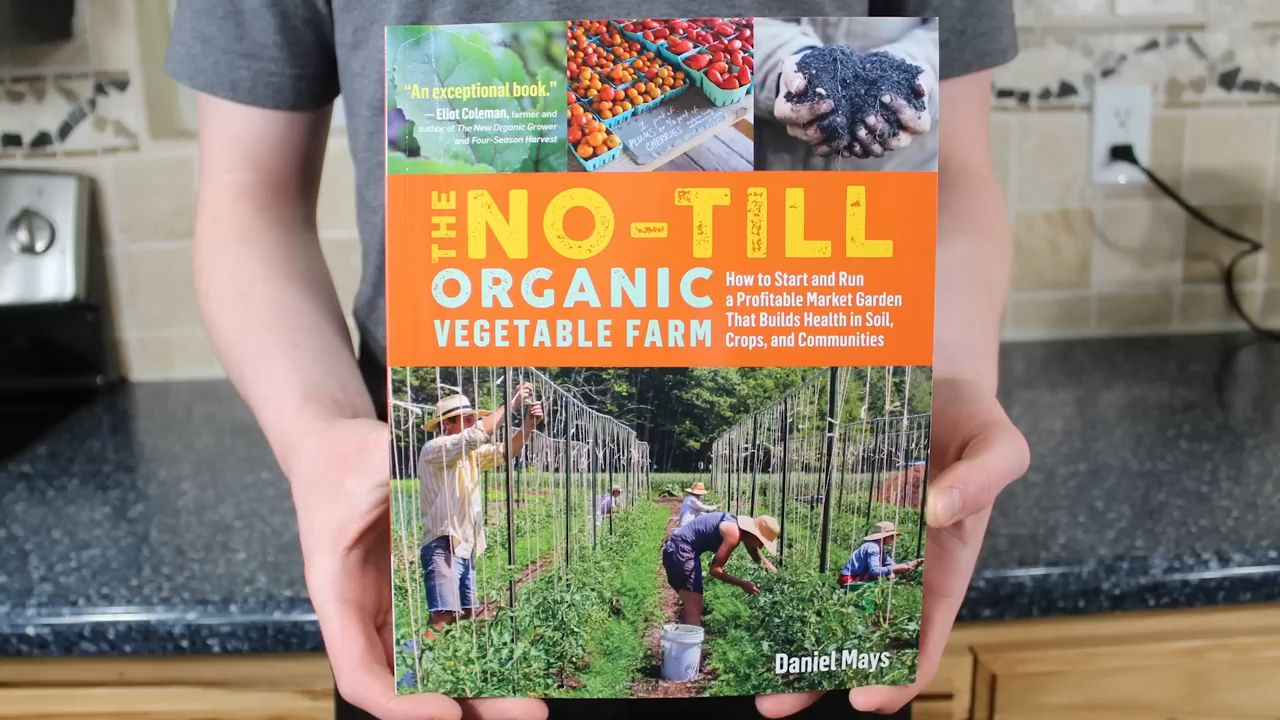 “An exceptional book.”
— Eliot Coleman, farmer and
author of The New Organic Grower
and Four-Season Harvest
PLUMS
CHERRIES
THE NO-TILL
ORGANIC
VEGETABLE FARM
How to Start and Run
a Profitable Market Garden
That Builds Health in Soil,
Crops, and Communities
Daniel Mays